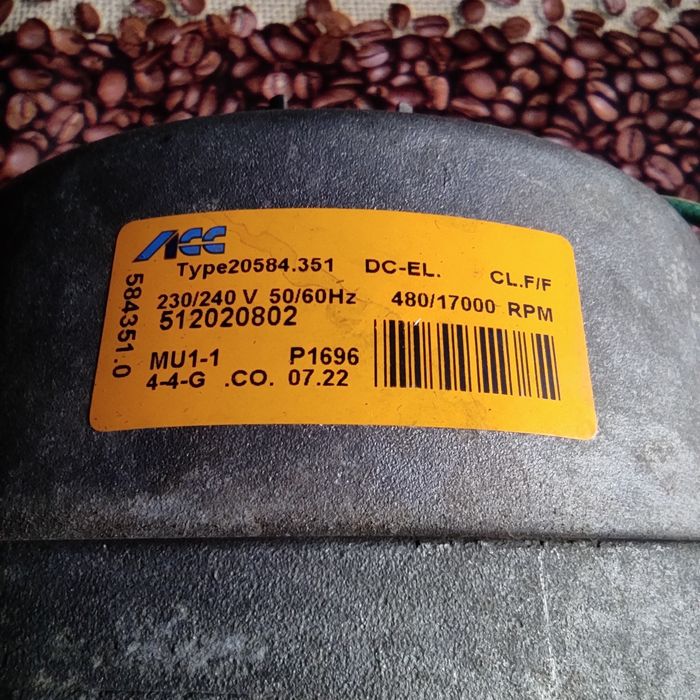 ACC
Type20584.351 DC-EL. CL.F/F
230/240 V 50/60Hz 480/17000 RPM
512020802
MU1-1 P1696
4-4-G .CO. 07.22
584351.0